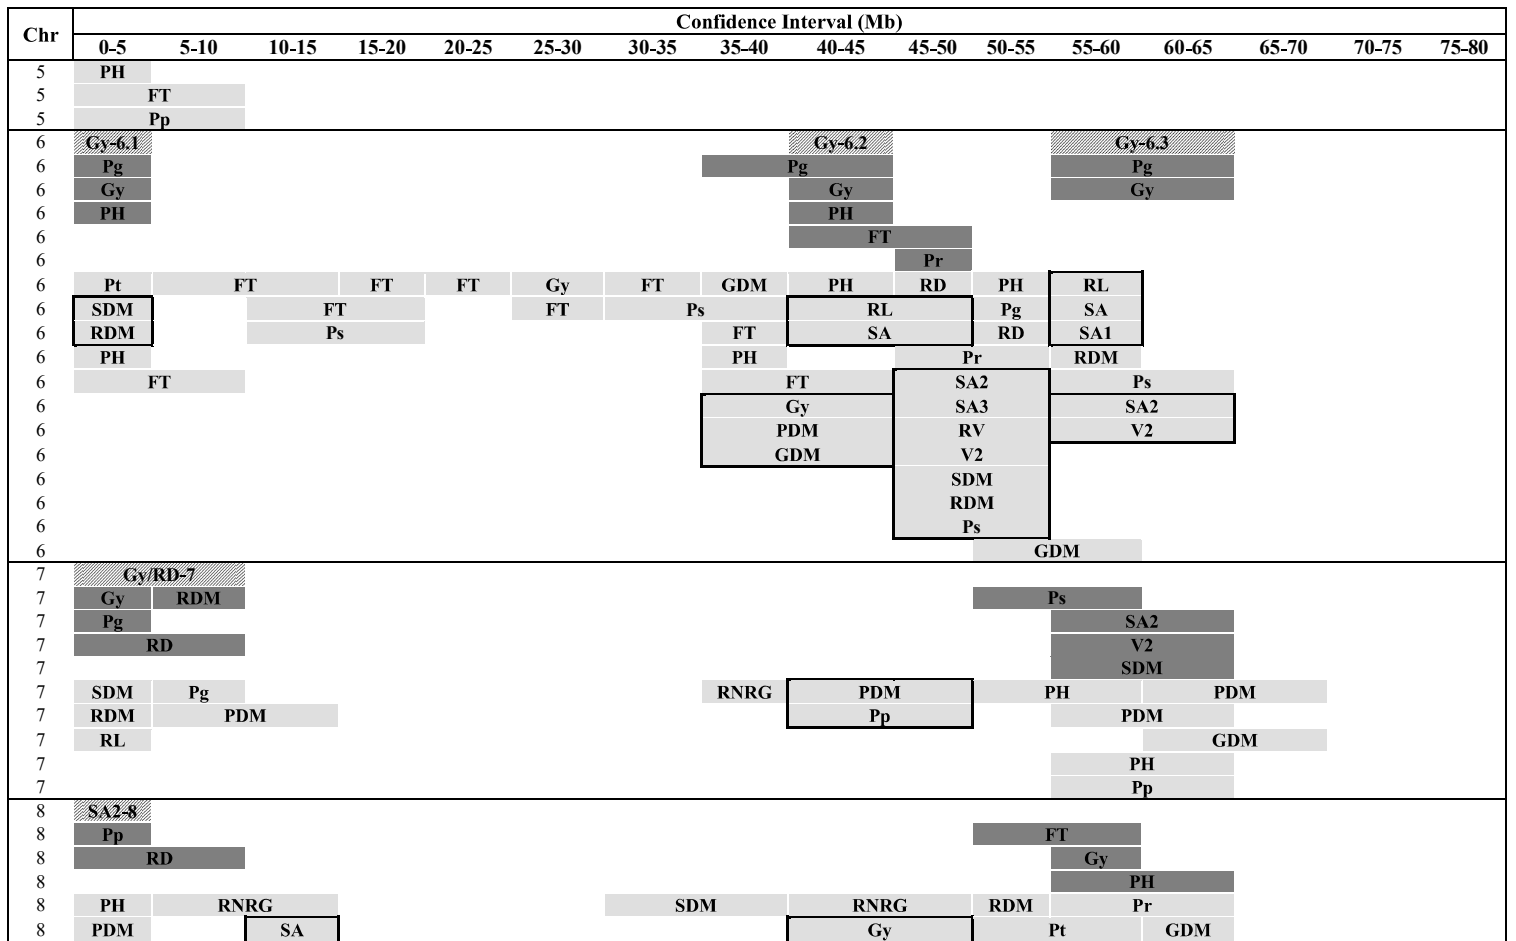 Chr Confidence Interval (Mb)
0-5 5-10 10-15 15-20 20-25 25-30 30-35 35-40 40-45 45-50 50-55 55-60 60-65 65-70 70-75 75-80
5 PH
5 FT
5 Pp
6 Gy-6.1 Gy-6.2 Gy-6.3
6 Pg Pg Pg
6 Gy Gy Gy
6 PH PH
6 FT
6 Pr
6 Pt FT FT FT Gy FT GDM PH RD PH RL
6 SDM FT FT Ps RL Pg SA
6 RDM Ps FT SA RD SA1
6 PH PH Pr RDM
6 FT FT SA2 Ps
6 Gy SA3 SA2
6 PDM RV V2
6 GDM V2
6 SDM
6 RDM
6 Ps
6 GDM
7 Gy/RD-7
7 Gy RDM Ps
7 Pg SA2
7 RD V2
7 SDM
7 SDM Pg RNRG PDM PH PDM
7 RDM PDM Pp PDM
7 RL GDM
7 PH
7 Pp
8 SA2-8
8 Pp FT
8 RD Gy
8 PH
8 PH RNRG SDM RNRG RDM Pr
8 PDM SA Gy Pt GDM